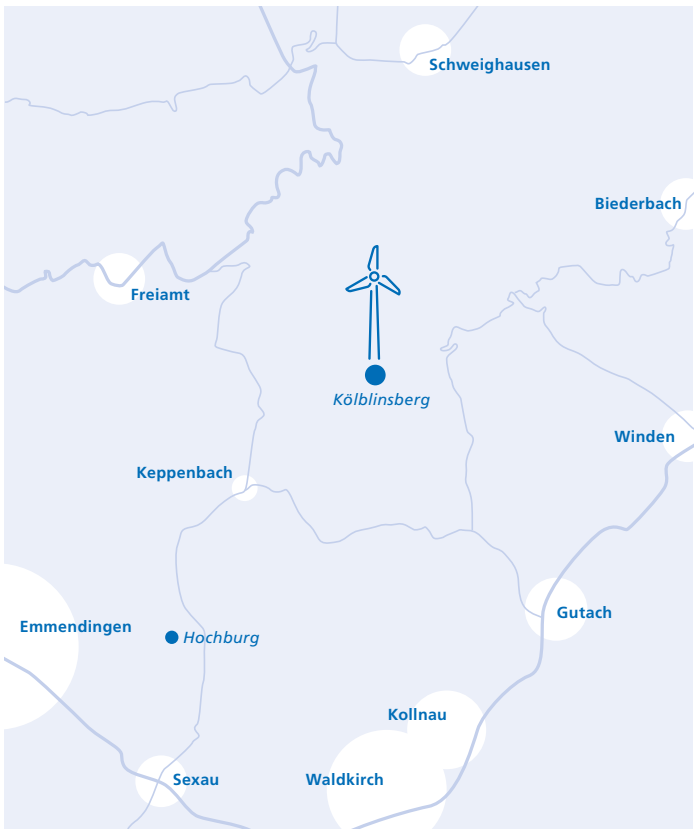 Schweighausen
Biederbach
Freiamt
Kölblinsberg
Winden
Keppenbach
Gutach
Emmendingen
Hochburg
Kollnau
Sexau
Waldkirch